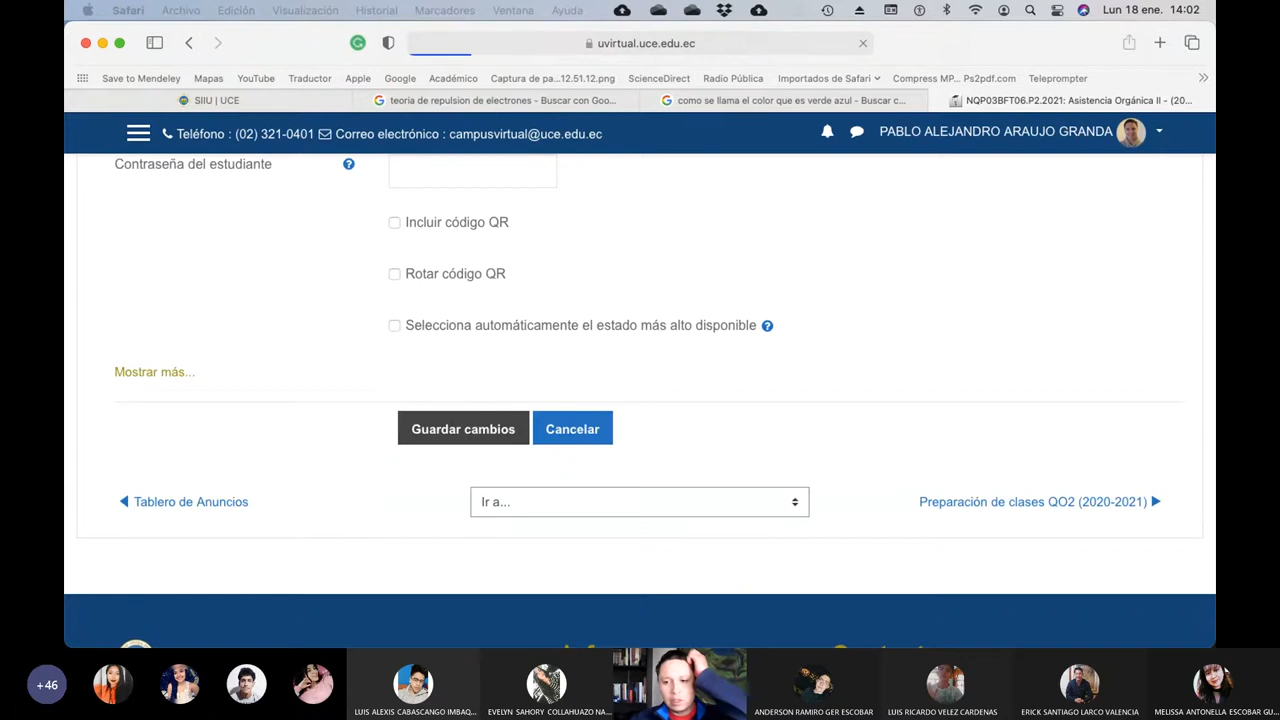 Safari Archivo Edición Visualización Historial Marcadores Ventana Ayuda Lun 18 ene. 14:02
uvirtual.uce.edu.ec
Save to Mendeley Mapas YouTube Traductor Apple Google Académico Captura de pa...12.51.12.png ScienceDirect Radio Pública Importados de Safari Compress MP... Ps2pdf.com Teleprompter
SIIU | UCE teoria de repulsion de electrones - Buscar con Goo... como se llama el color que es verde azul - Buscar c... NQP03BFT06.P2.2021: Asistencia Orgánica II - (20...
Teléfono : (02) 321-0401 Correo electrónico : campusvirtual@uce.edu.ec PABLO ALEJANDRO ARAUJO GRANDA
Contraseña del estudiante
Incluir código QR
Rotar código QR
Selecciona automáticamente el estado más alto disponible
Mostrar más...
Guardar cambios Cancelar
Tablero de Anuncios Ir a... Preparación de clases QO2 (2020-2021)
+46
LUIS ALEXIS CABASCANGO IMBAQ... EVELYN SAHORY COLLAHUAZO NA... ANDERSON RAMIRO GER ESCOBAR LUIS RICARDO VELEZ CARDENAS ERICK SANTIAGO LARCO VALENCIA MELISSA ANTONELLA ESCOBAR GU...